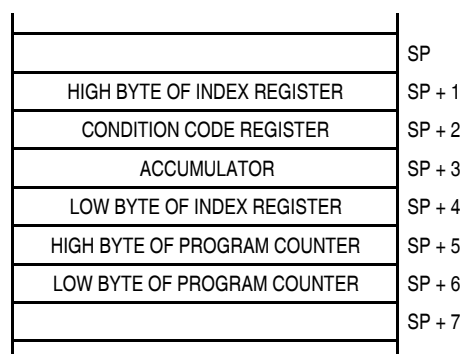 SP
HIGH BYTE OF INDEX REGISTER SP + 1
CONDITION CODE REGISTER SP + 2
ACCUMULATOR SP + 3
LOW BYTE OF INDEX REGISTER SP + 4
HIGH BYTE OF PROGRAM COUNTER SP + 5
LOW BYTE OF PROGRAM COUNTER SP + 6
SP + 7